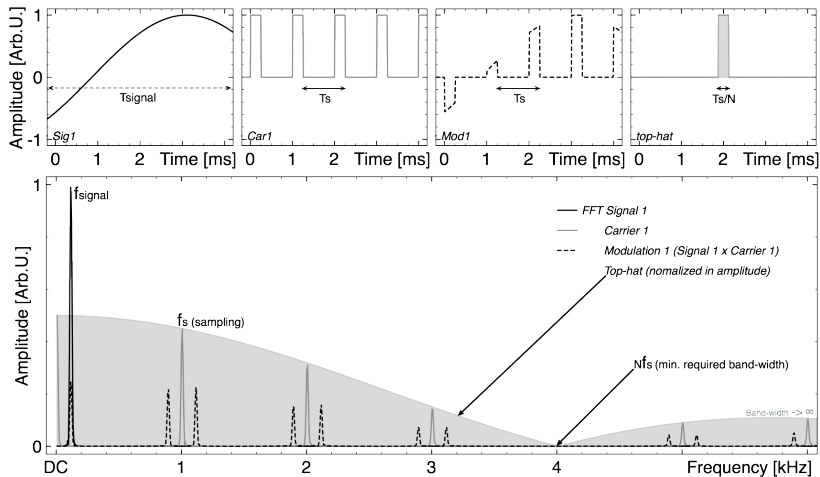 Amplitude [Arb.U.]
1
0
-1
Tsignal
Sig1
0 1 2 Time [ms]
Ts
Car1
0 1 2 Time [ms]
Ts
Mod1
0 1 2 Time [ms]
Ts/N
top-hat
0 1 2 Time [ms]
Amplitude [Arb.U.]
1
0
fsignal
FFT Signal 1
Carrier 1
Modulation 1 (Signal 1 x Carrier 1)
Top-hat (nomalized in amplitude)
fs (sampling)
Nfs (min. required band-width)
Band-width -> ∞
DC 1 2 3 4 Frequency [kHz]